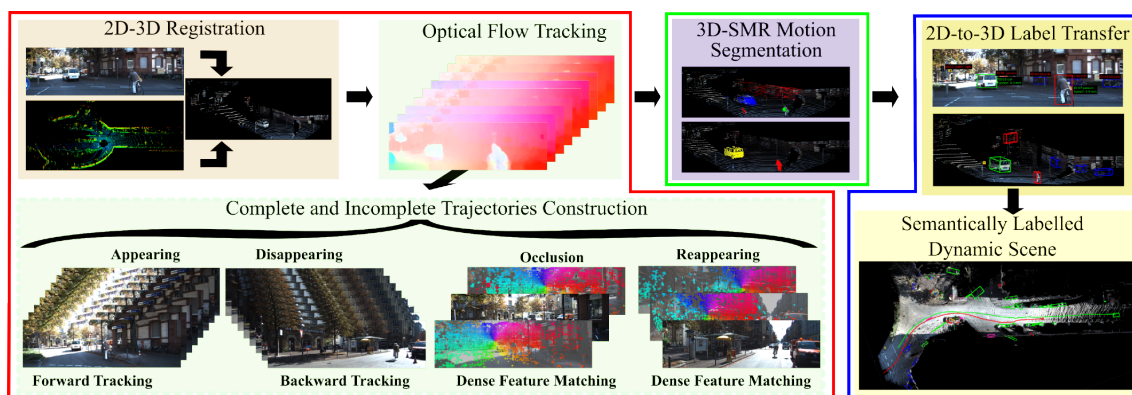 2D-3D Registration
Optical Flow Tracking
3D-SMR Motion
Segmentation
2D-to-3D Label Transfer
Complete and Incomplete Trajectories Construction
Appearing
Disappearing
Occlusion
Reappearing
Forward Tracking
Backward Tracking
Dense Feature Matching
Dense Feature Matching
Semantically Labelled
Dynamic Scene